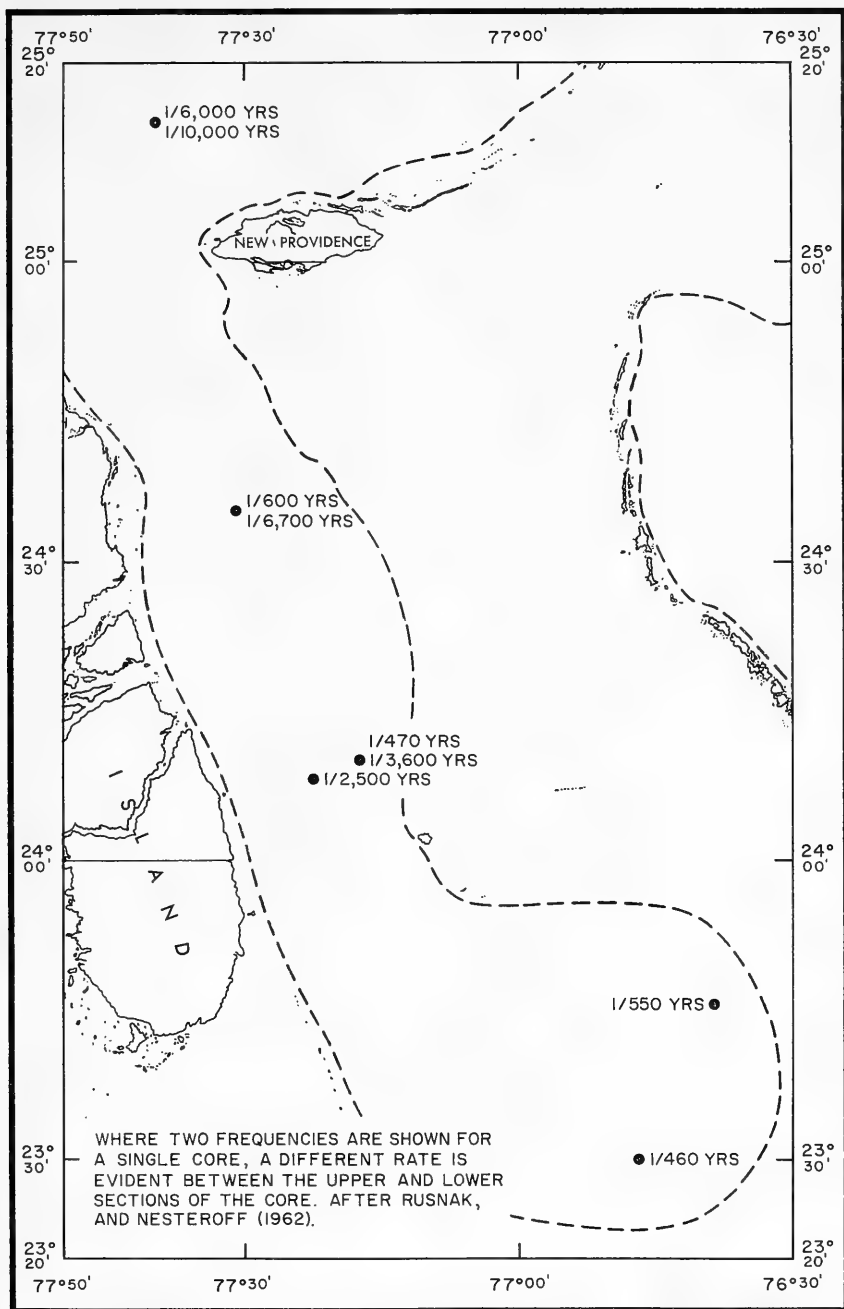 77°50' 77°30' 77°00' 76°30'
25° 20' 25° 20'
1/6,000 YRS
1/10,000 YRS
NEW PROVIDENCE
25° 00' 25° 00'
1/600 YRS
1/6,700 YRS
24° 30' 24° 30'
1/470 YRS
1/3,600 YRS
1/2,500 YRS
24° 00' 24° 00'
ISLAND
1/550 YRS
1/460 YRS
23° 30' 23° 30'
WHERE TWO FREQUENCIES ARE SHOWN FOR
A SINGLE CORE, A DIFFERENT RATE IS
EVIDENT BETWEEN THE UPPER AND LOWER
SECTIONS OF THE CORE. AFTER RUSNAK,
AND NESTEROFF (1962).
23° 20' 23° 20'
77°50' 77°30' 77°00' 76°30'